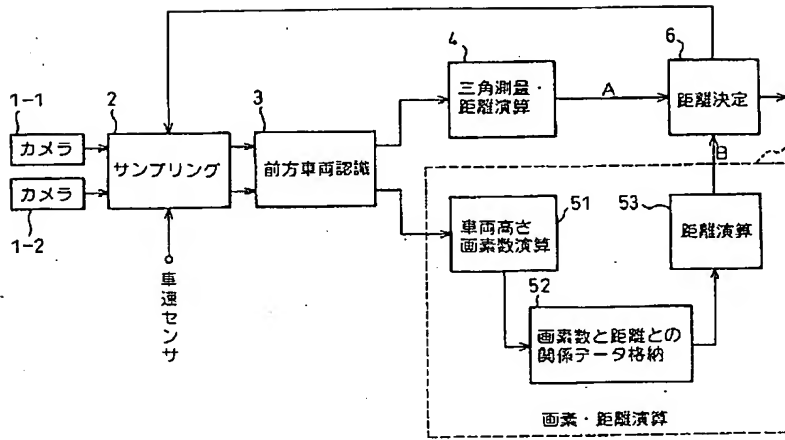 1-1
カメラ
カメラ
1-2
2
サンプリング
車速センサ
3
前方車両認識
4
三角測量・
距離演算
A
6
距離決定
B
51
車両高さ
画素数演算
52
画素数と距離との
関係データ格納
53
距離演算
画素・距離演算